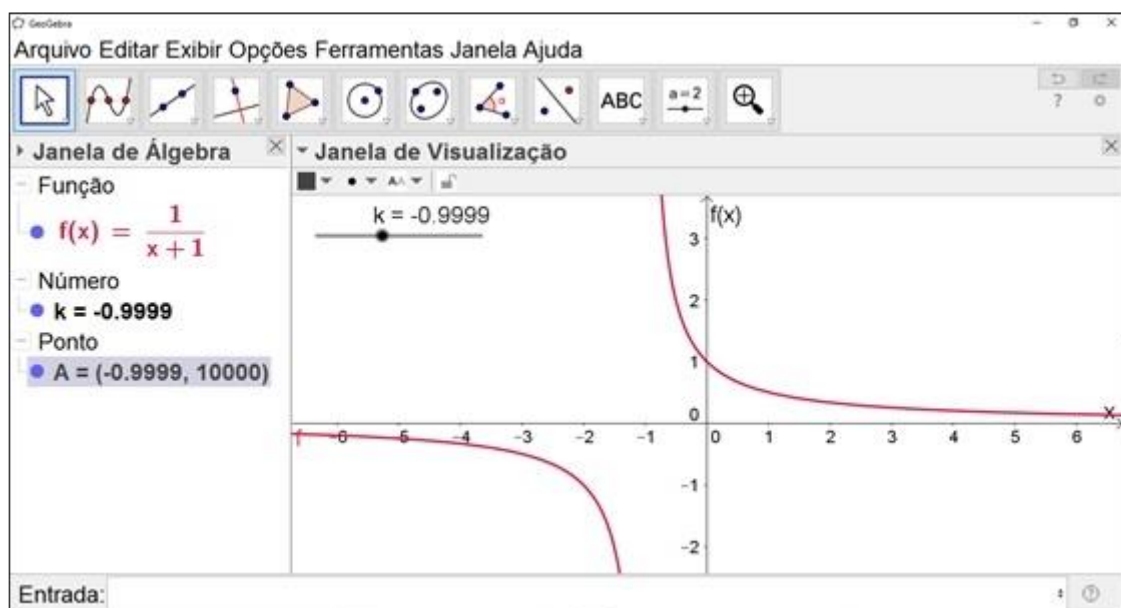 GeoGebra
Arquivo Editar Exibir Opções Ferramentas Janela Ajuda
ABC
a=2
?
Janela de Álgebra
Janela de Visualização
Função
f(x) = 1
x + 1
Número
k = -0.9999
Ponto
A = (-0.9999, 10000)
k = -0.9999
f(x)
3
2
1
0
-1
-2
f
-6 -5 -4 -3 -2 -1 0 1 2 3 4 5 6
x
Entrada: